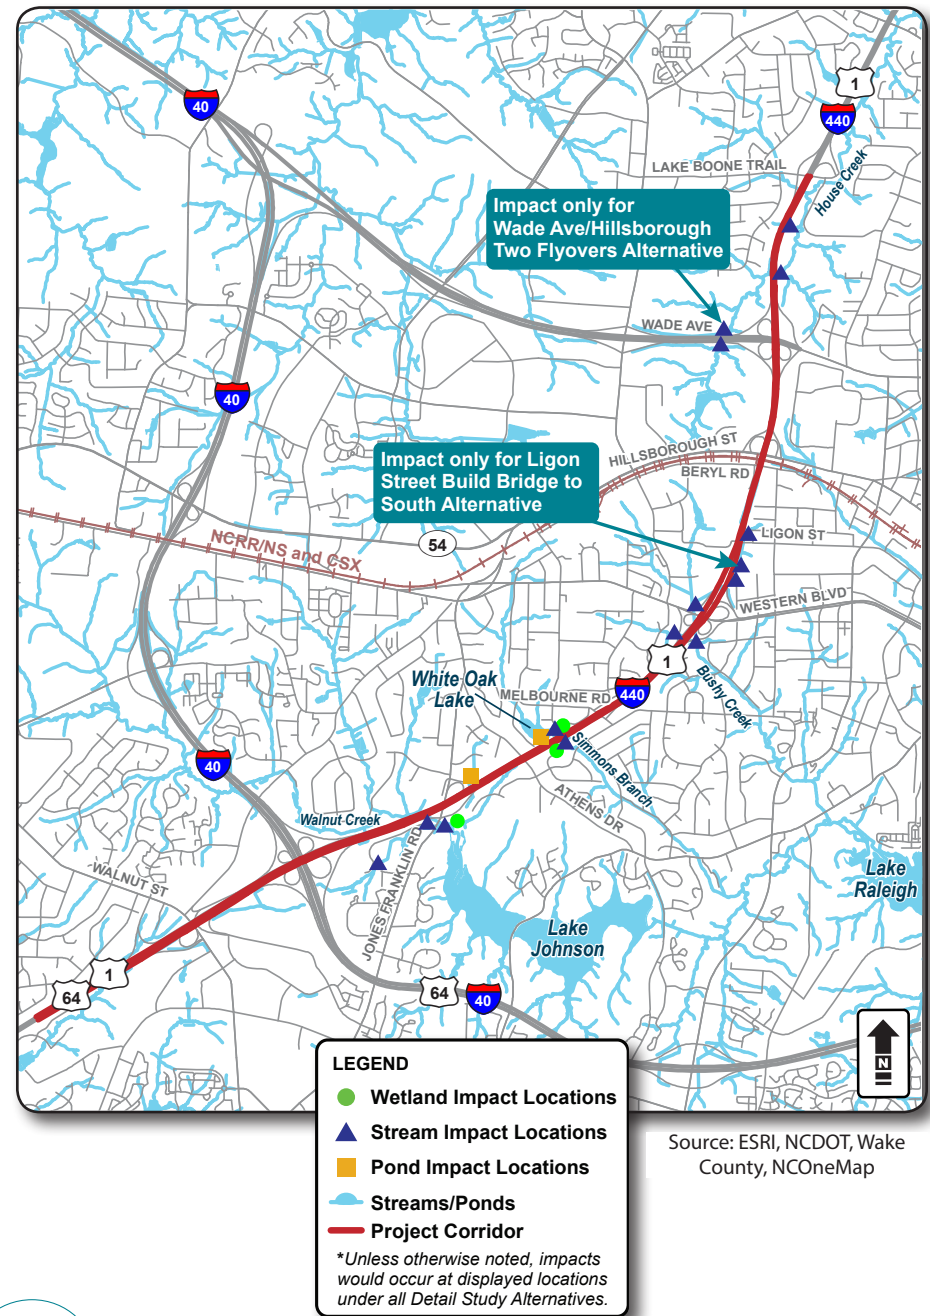 1
40
440
LAKE BOONE TRAIL
House Creek
Impact only for
Wade Ave/Hillsborough
Two Flyovers Alternative
WADE AVE
40
HILLSBOROUGH ST
BERYL RD
Impact only for Ligon
Street Build Bridge to
South Alternative
LIGON ST
54
NCRR/NS and CSX
WESTERN BLVD
1
Bushy Creek
White Oak
Lake
MELBOURNE RD
440
Simmons Branch
40
ATHENS DR
Walnut Creek
WALNUT ST
JONES FRANKLIN RD
Lake
Raleigh
Lake
Johnson
1
64
64
40
N
LEGEND
Wetland Impact Locations
Stream Impact Locations
Pond Impact Locations
Streams/Ponds
Project Corridor
*Unless otherwise noted, impacts
would occur at displayed locations
under all Detail Study Alternatives.
Source: ESRI, NCDOT, Wake
County, NCOneMap